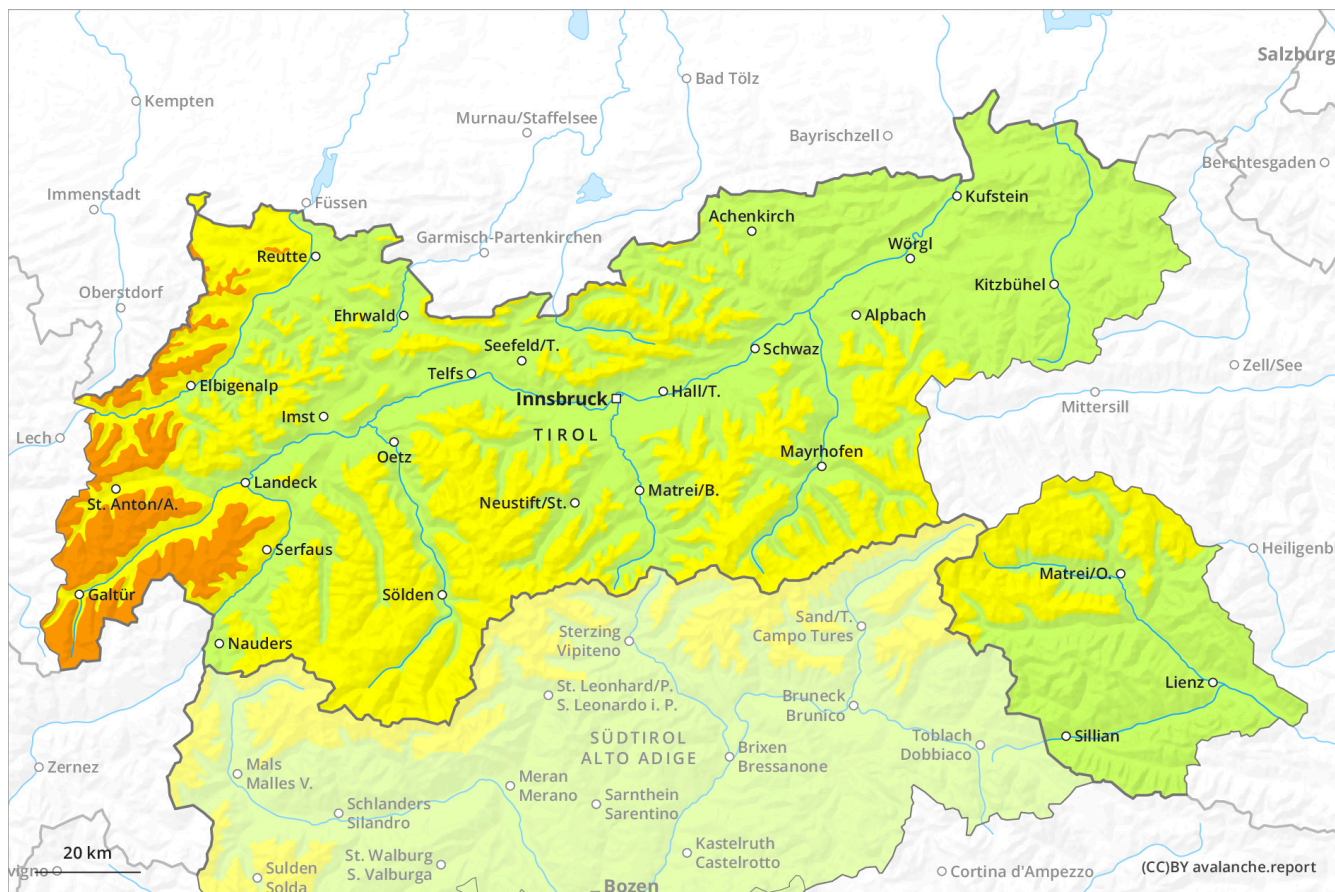 Salzburg
Bad Tölz
Kempten
Murnau/Staffelsee
Bayrischzell
Berchtesgaden
Immenstadt
Füssen
Kufstein
Achenkirch
Garmisch-Partenkirchen
Wörgl
Reutte
Kitzbühel
Oberstdorf
Ehrwald
Alpbach
Seefeld/T.
Schwaz
Zell/See
Telfs
Elbigenalp
Hall/T.
Innsbruck
Mittersill
Imst
TIROL
Lech
Mayrhofen
Oetz
Landeck
Matrei/B.
St. Anton/A.
Neustift/St.
Serfaus
Heiligenb
Matrei/O.
Galtür
Sölden
Sand/T.
Campo Tures
Sterzing
Vipiteno
Nauders
Lienz
St. Leonhard/P.
S. Leonardo i. P.
Bruneck
Brunico
Sillian
SÜDTIROL
ALTO ADIGE
Toblach
Dobbiaco
Brixen
Bressanone
Zernez
Mals
Malles V.
Meran
Merano
Sarnthein
Sarentino
Schlanders
Silandro
20 km
Kastelruth
Castelrotto
St. Walburg
S. Valburga
vigno
Sulden
Solda
Cortina d'Ampezzo
(CC)BY avalanche.report
Bozen